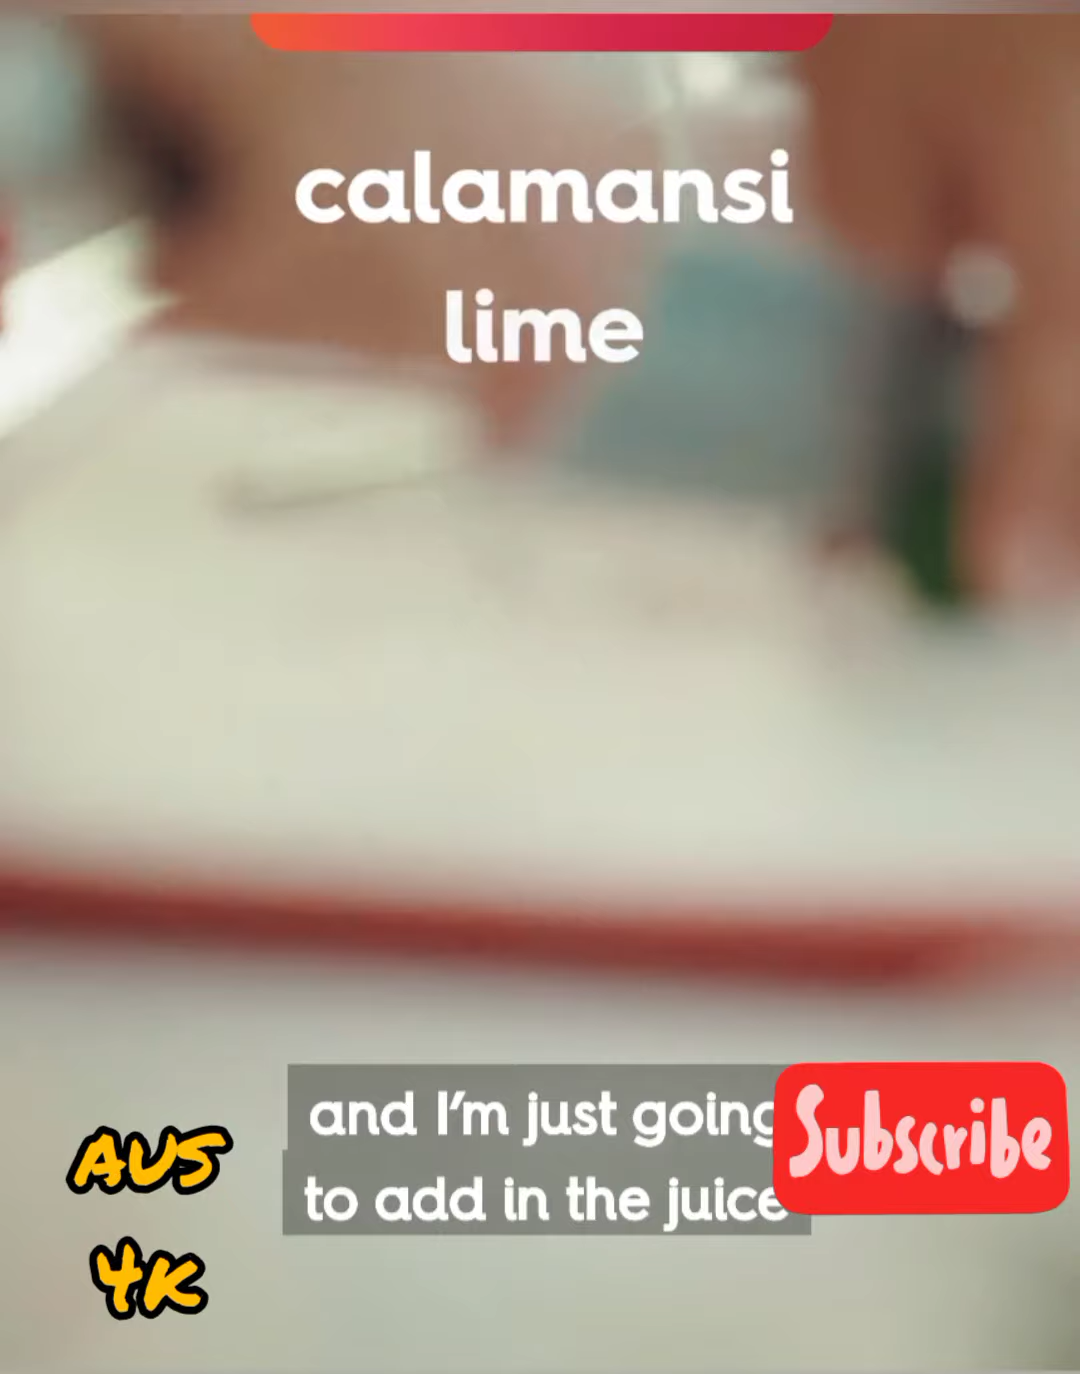 calamansi
lime
and I'm just going
to add in the juice
Subscribe
AUS
4K